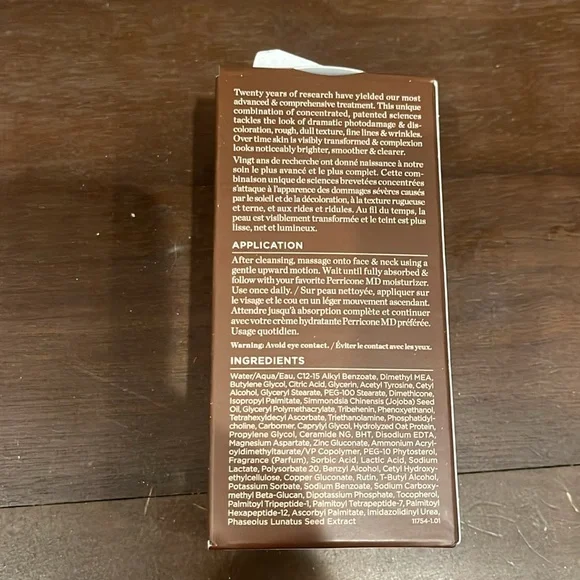 Twenty years of research have yielded our most
advanced & comprehensive treatment. This unique
combination of concentrated, patented sciences
tackles the look of dramatic photodamage & dis-
coloration, rough, dull texture, fine lines & wrinkles.
Over time skin is visibly transformed & complexion
looks noticeably brighter, smoother & clearer.
Vingt ans de recherche ont donné naissance à notre
soin le plus avancé et le plus complet. Cette com-
binaison unique de sciences brevetées concentrées
s'attaque à l'apparence des dommages sévères causés
par le soleil et de la décoloration, à la texture rugueuse
et terne, et aux rides et ridules. Au fil du temps, la
peau est visiblement transformée et le teint est plus
lisse, net et lumineux.
APPLICATION
After cleansing, massage onto face & neck using a
gentle upward motion. Wait until fully absorbed &
follow with your favorite Perricone MD moisturizer.
Use once daily. / Sur peau nettoyée, appliquer sur
le visage et le cou en un léger mouvement ascendant.
Attendre jusqu'à absorption complète et continuer
avec votre crème hydratante Perricone MD préférée.
Usage quotidien.
Warning: Avoid eye contact. / Éviter le contact avec les yeux.
INGREDIENTS
Water/Aqua/Eau, C12-15 Alkyl Benzoate, Dimethyl MEA,
Butylene Glycol, Citric Acid, Glycerin, Acetyl Tyrosine, Cetyl
Alcohol, Glyceryl Stearate, PEG-100 Stearate, Dimethicone,
Isopropyl Palmitate, Simmondsia Chinensis (Jojoba) Seed
Oil, Glyceryl Polymethacrylate, Tribehenin, Phenoxyethanol,
Tetrahexyldecyl Ascorbate, Triethanolamine, Phosphatidyl-
choline, Carbomer, Caprylyl Glycol, Hydrolyzed Oat Protein,
Propylene Glycol, Ceramide NG, BHT, Disodium EDTA,
Magnesium Aspartate, Zinc Gluconate, Ammonium Acryl-
oyldimethyltaurate/VP Copolymer, PEG-10 Phytosterol,
Fragrance (Parfum), Sorbic Acid, Lactic Acid, Sodium
Lactate, Polysorbate 20, Benzyl Alcohol, Cetyl Hydroxy-
ethylcellulose, Copper Gluconate, Rutin, T-Butyl Alcohol,
Potassium Sorbate, Sodium Benzoate, Sodium Carboxy-
methyl Beta-Glucan, Dipotassium Phosphate, Tocopherol,
Palmitoyl Tripeptide-1, Palmitoyl Tetrapeptide-7, Palmitoyl
Hexapeptide-12, Ascorbyl Palmitate, Imidazolidinyl Urea,
Phaseolus Lunatus Seed Extract 11754-1.01